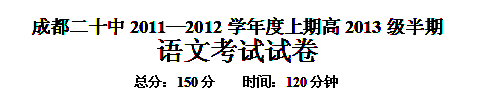 成都二十中 2011—2012 学年度上期高 2013 级半期
语文考试试卷
总分：150 分 时间：120 分钟